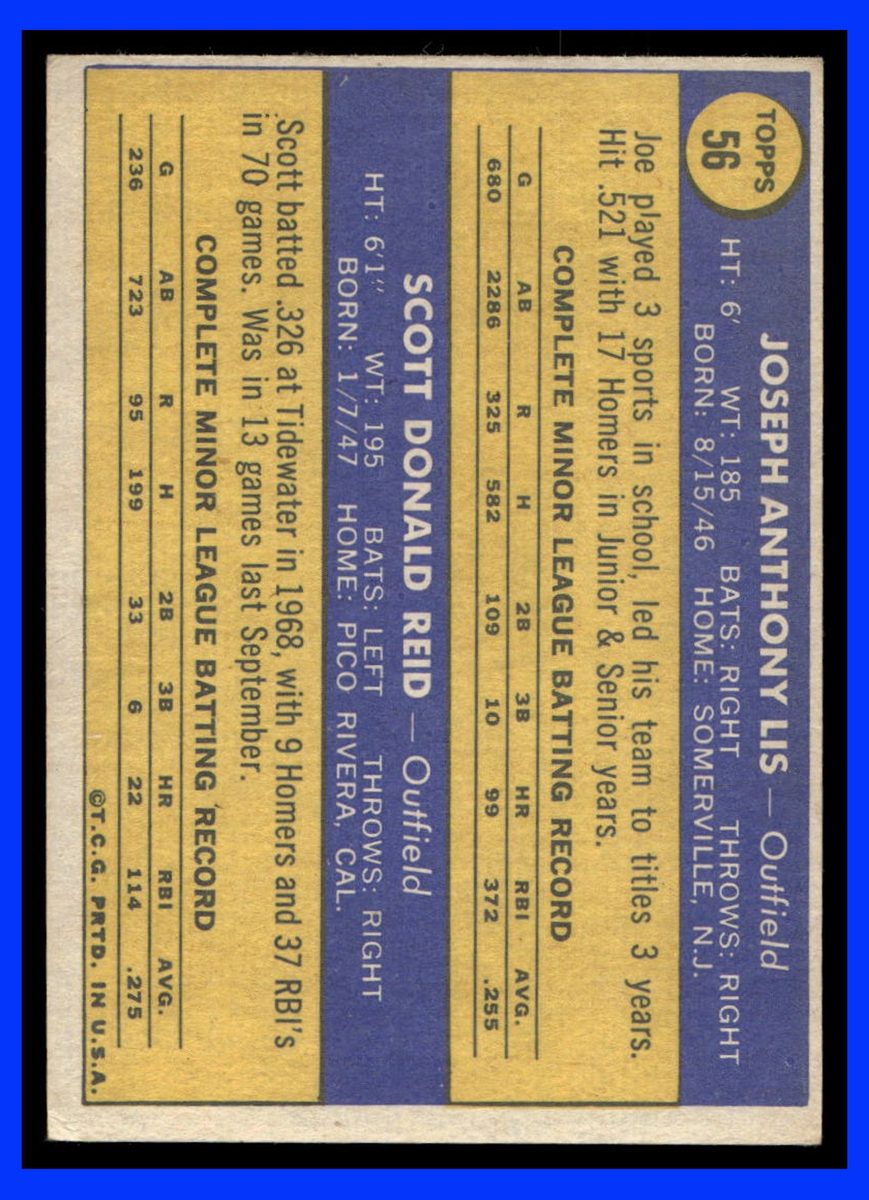 TOPPS
56
JOSEPH ANTHONY LIS — Outfield
HT: 6' WT: 185 BATS: RIGHT THROWS: RIGHT
BORN: 8/15/46 HOME: SOMERVILLE, N.J.
Joe played 3 sports in school, led his team to titles 3 years.
Hit .521 with 17 Homers in Junior & Senior years.
COMPLETE MINOR LEAGUE BATTING RECORD
G AB R H 2B 3B HR RBI AVG.
680 2286 325 582 109 10 99 372 .255
SCOTT DONALD REID — Outfield
HT: 6'1" WT: 195 BATS: LEFT THROWS: RIGHT
BORN: 1/7/47 HOME: PICO RIVERA, CAL.
Scott batted .326 at Tidewater in 1968, with 9 Homers and 37 RBI's
in 70 games. Was in 13 games last September.
COMPLETE MINOR LEAGUE BATTING RECORD
G AB R H 2B 3B HR RBI AVG.
236 723 95 199 33 6 22 114 .275
©T.C.G. PRTD. IN U.S.A.